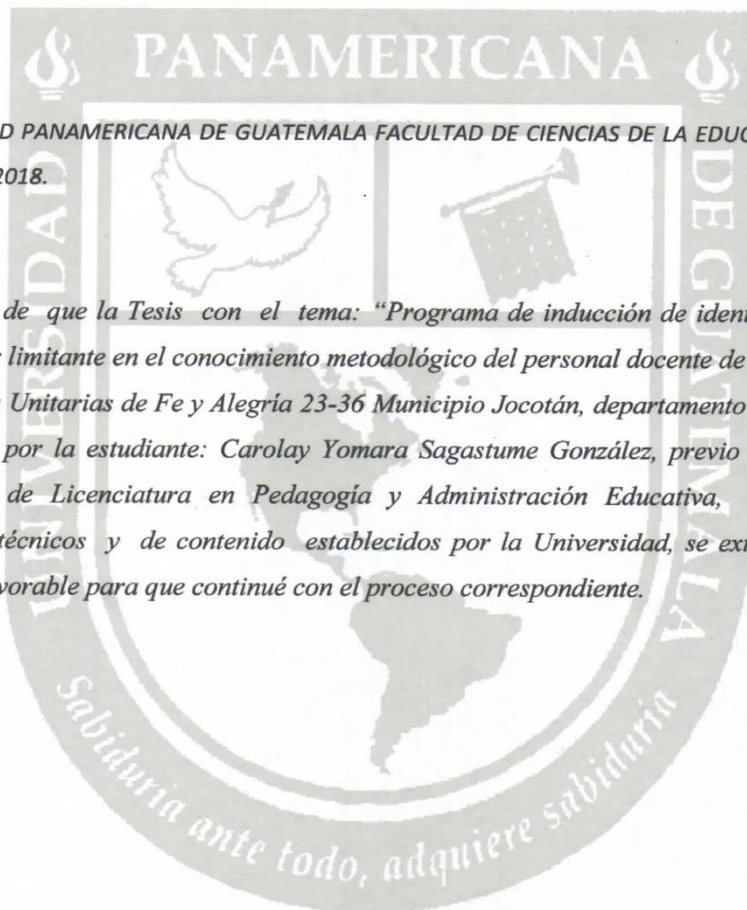 PANAMERICANA
UNIVERSIDAD
DE GUATEMALA
D PANAMERICANA DE GUATEMALA FACULTAD DE CIENCIAS DE LA EDUC
2018.
de que la Tesis con el tema: “Programa de inducción de ident
limitante en el conocimiento metodológico del personal docente de
Unitarias de Fe y Alegría 23-36 Municipio Jocotán, departamento
por la estudiante: Carolay Yomara Sagastume González, previo
de Licenciatura en Pedagogía y Administración Educativa,
técnicos y de contenido establecidos por la Universidad, se ex
vorable para que continué con el proceso correspondiente.
Sabiduría ante todo, adquiere sabiduría